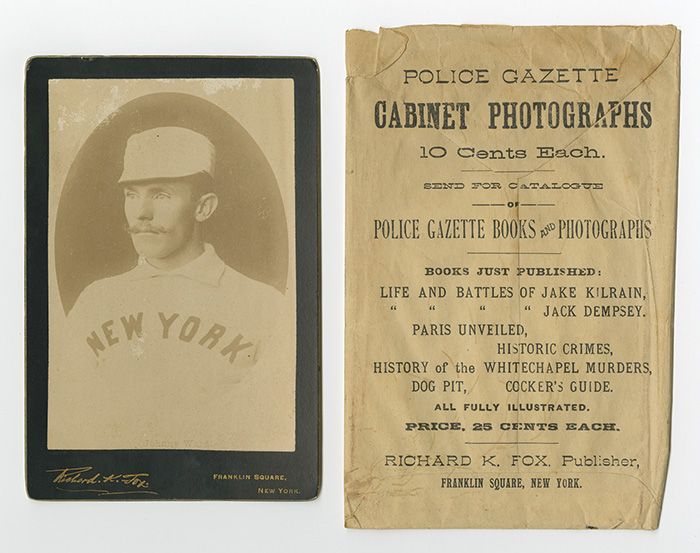 NEW YORK
Johnny Ward
Richard. K. Fox.
FRANKLIN SQUARE,
NEW YORK.
POLICE GAZETTE
CABINET PHOTOGRAPHS
10 Cents Each.
SEND FOR CATALOGUE
OF
POLICE GAZETTE BOOKS AND PHOTOGRAPHS
BOOKS JUST PUBLISHED:
LIFE AND BATTLES OF JAKE KILRAIN,
" " " " JACK DEMPSEY.
PARIS UNVEILED,
HISTORIC CRIMES,
HISTORY of the WHITECHAPEL MURDERS,
DOG PIT, COCKER'S GUIDE.
ALL FULLY ILLUSTRATED.
PRICE, 25 CENTS EACH.
RICHARD K. FOX, Publisher,
FRANKLIN SQUARE, NEW YORK.